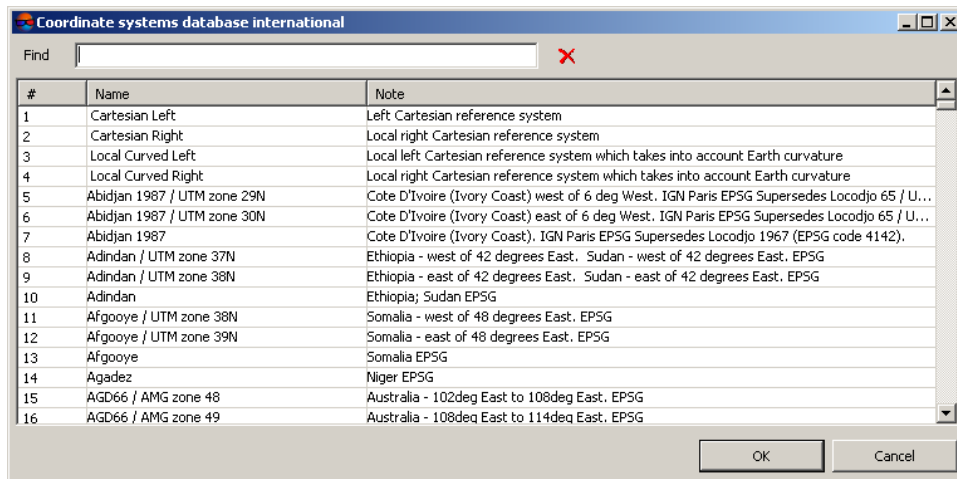 Coordinate systems database international
Find
# Name Note
1 Cartesian Left Left Cartesian reference system
2 Cartesian Right Local right Cartesian reference system
3 Local Curved Left Local left Cartesian reference system which takes into account Earth curvature
4 Local Curved Right Local right Cartesian reference system which takes into account Earth curvature
5 Abidjan 1987 / UTM zone 29N Cote D'Ivoire (Ivory Coast) west of 6 deg West. IGN Paris EPSG Supersedes Locodjo 65 / U...
6 Abidjan 1987 / UTM zone 30N Cote D'Ivoire (Ivory Coast) east of 6 deg West. IGN Paris EPSG Supersedes Locodjo 65 / U...
7 Abidjan 1987 Cote D'Ivoire (Ivory Coast). IGN Paris EPSG Supersedes Locodjo 1967 (EPSG code 4142).
8 Adindan / UTM zone 37N Ethiopia - west of 42 degrees East. Sudan - west of 42 degrees East. EPSG
9 Adindan / UTM zone 38N Ethiopia - east of 42 degrees East. Sudan - east of 42 degrees East. EPSG
10 Adindan Ethiopia; Sudan EPSG
11 Afgooye / UTM zone 38N Somalia - west of 48 degrees East. EPSG
12 Afgooye / UTM zone 39N Somalia - east of 48 degrees East. EPSG
13 Afgooye Somalia EPSG
14 Agadez Niger EPSG
15 AGD66 / AMG zone 48 Australia - 102deg East to 108deg East. EPSG
16 AGD66 / AMG zone 49 Australia - 108deg East to 114deg East. EPSG
OK Cancel